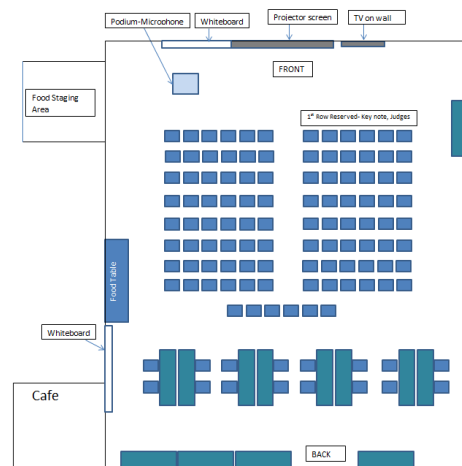 Podium-Microphone
Whiteboard
Projector screen
TV on wall
FRONT
Food Staging
Area
1st Row Reserved- Key note, Judges
Food Table
Whiteboard
Cafe
BACK